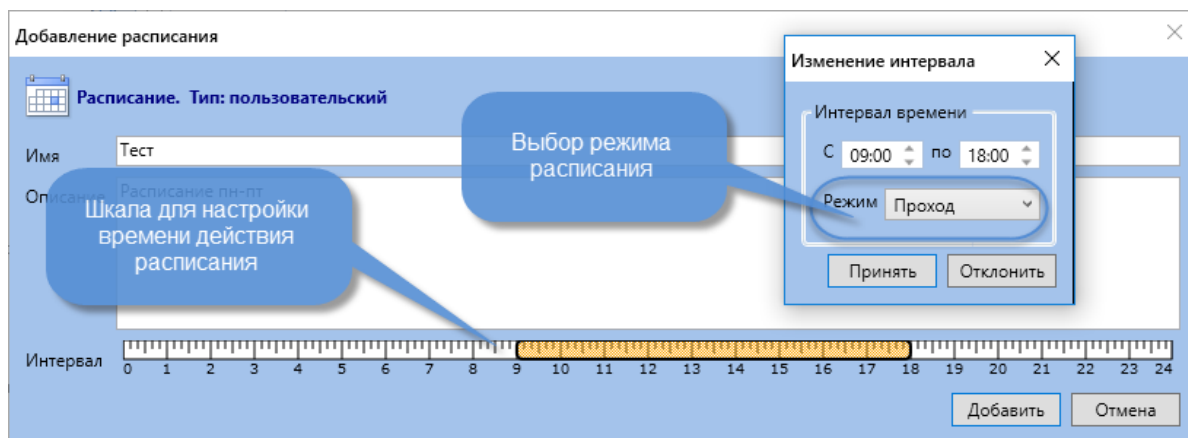 Добавление расписания
Расписание. Тип: пользовательский
Имя
Тест
Описание
Расписание пн-пт
Шкала для настройки
времени действия
расписания
Выбор режима
расписания
Изменение интервала
Интервал времени
С 09:00 по 18:00
Режим Проход
Принять Отклонить
Интервал
0 1 2 3 4 5 6 7 8 9 10 11 12 13 14 15 16 17 18 19 20 21 22 23 24
Добавить Отмена